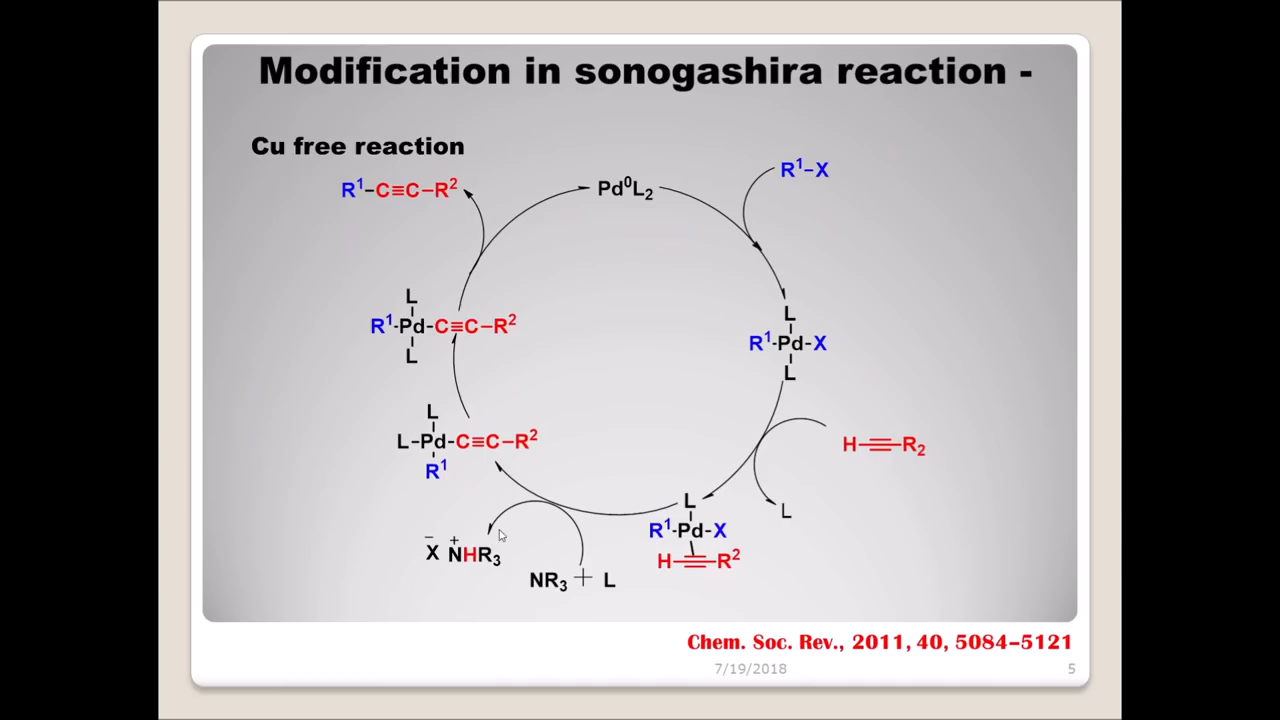 Modification in sonogashira reaction -
Cu free reaction
R¹–X
R¹–C≡C–R²
Pd⁰L₂
L
R¹-Pd-C≡C–R²
L
L
R¹-Pd-X
L
L
L-Pd-C≡C–R²
R¹
H≡R₂
L
L
R¹-Pd-X
H≡R²
X⁻ N⁺HR₃
NR₃ + L
Chem. Soc. Rev., 2011, 40, 5084–5121
7/19/2018
5